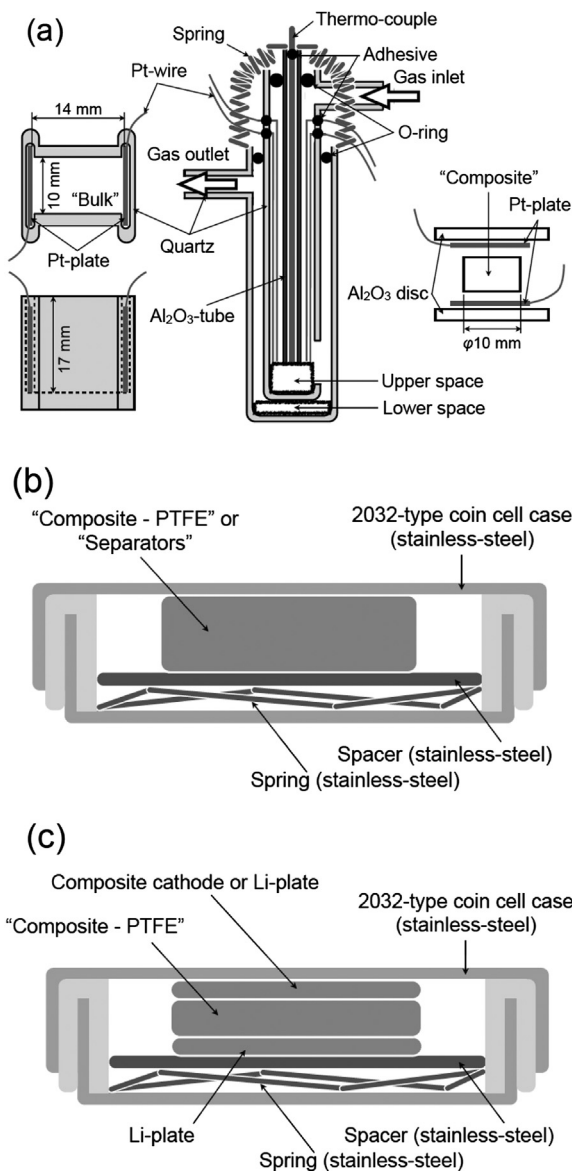 (a)
Thermo-couple
Spring
Adhesive
Pt-wire
Gas inlet
14 mm
O-ring
Gas outlet
10 mm
"Bulk"
"Composite"
Pt-plate
Quartz
Pt-plate
Al₂O₃-tube
Al₂O₃ disc
φ10 mm
17 mm
Upper space
Lower space
(b)
"Composite - PTFE" or
"Separators"
2032-type coin cell case
(stainless-steel)
Spacer (stainless-steel)
Spring (stainless-steel)
(c)
Composite cathode or Li-plate
2032-type coin cell case
(stainless-steel)
"Composite - PTFE"
Li-plate
Spacer (stainless-steel)
Spring (stainless-steel)